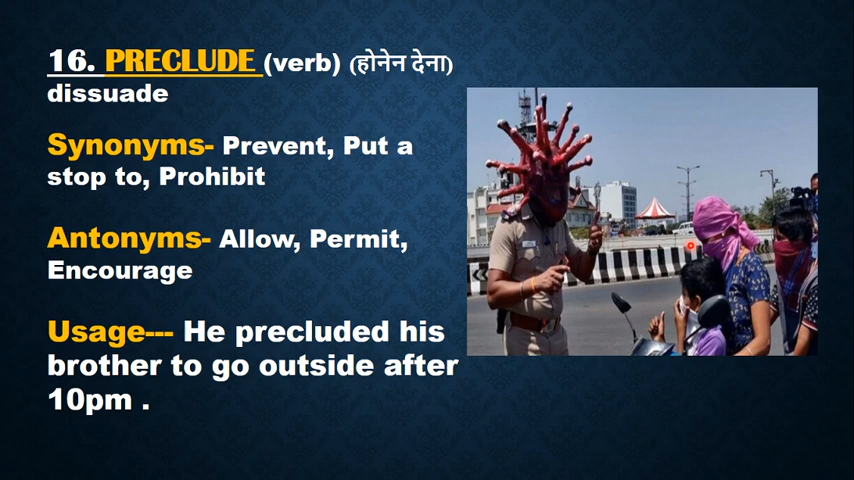 16. PRECLUDE (verb) (होनेन देना)
dissuade
Synonyms- Prevent, Put a
stop to, Prohibit
Antonyms- Allow, Permit,
Encourage
Usage--- He precluded his
brother to go outside after
10pm .